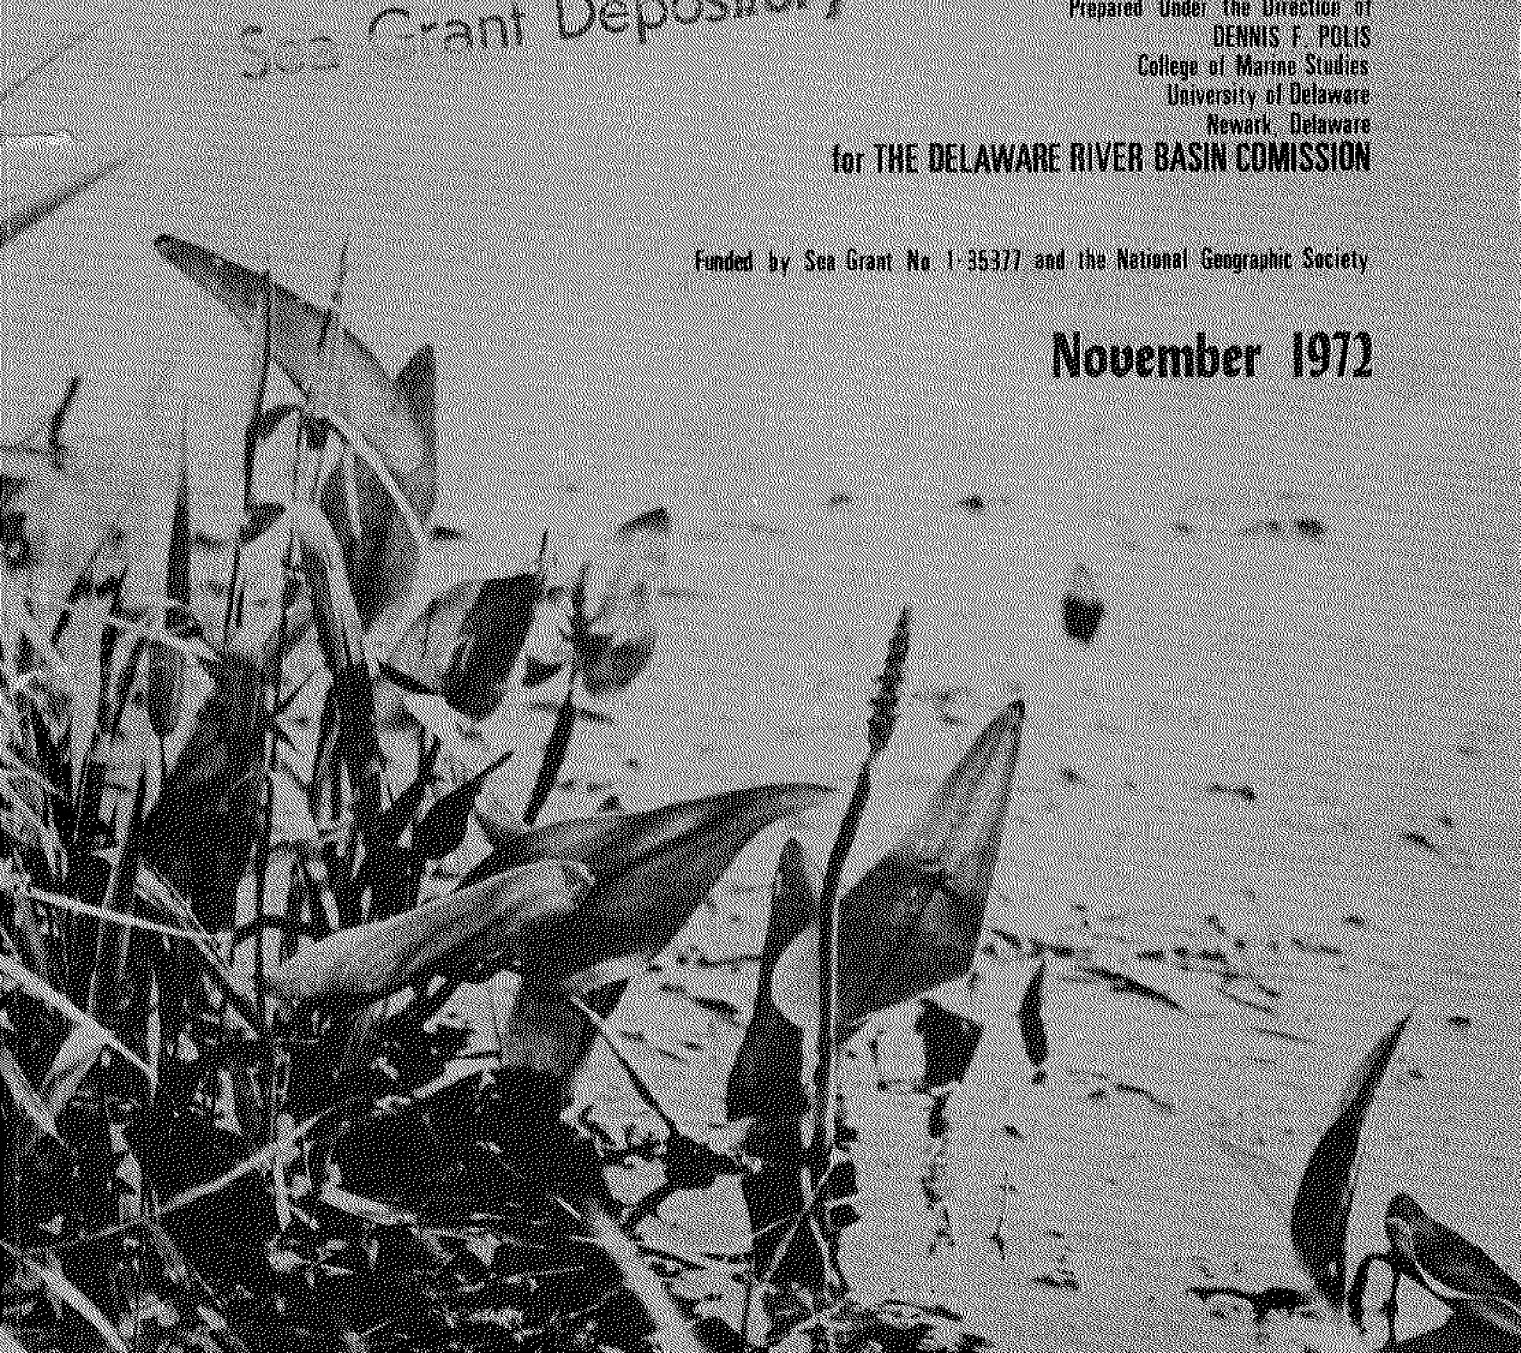 Sea Grant Depository
Prepared Under the Direction of
DENNIS F. POLIS
College of Marine Studies
University of Delaware
Newark, Delaware
for THE DELAWARE RIVER BASIN COMISSION
Funded by Sea Grant No. 1-35377 and the National Geographic Society
November 1972